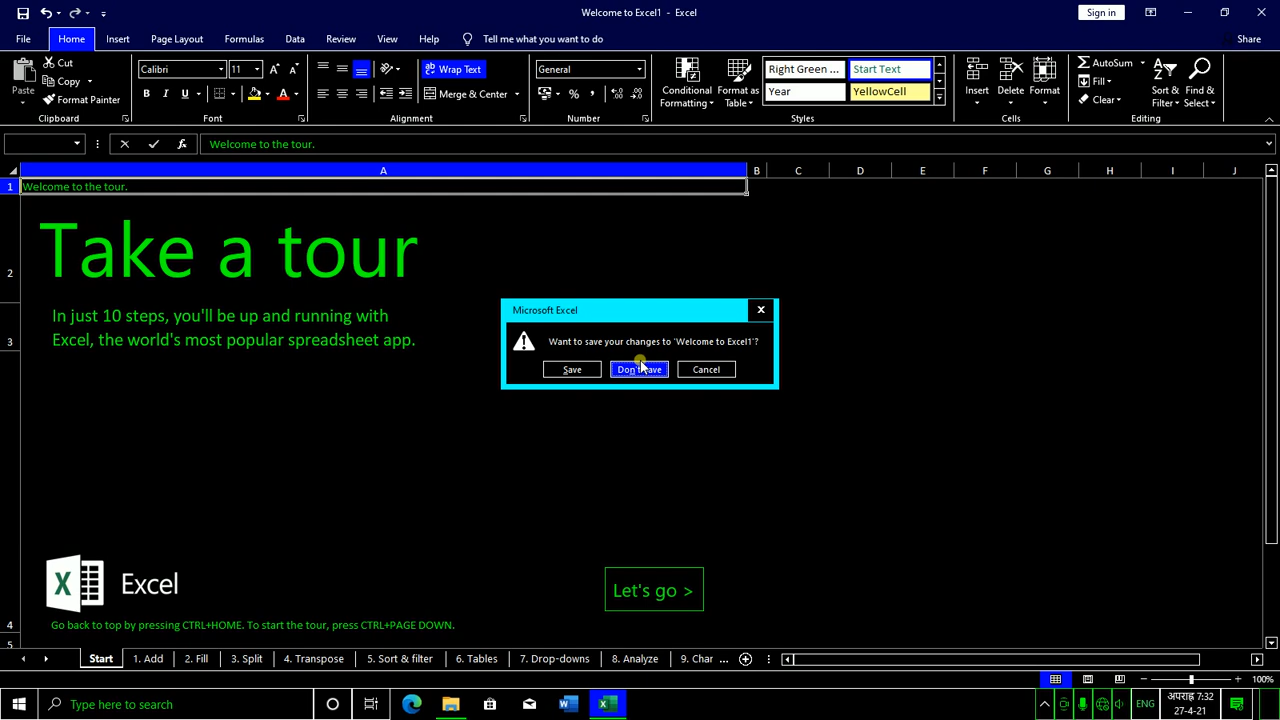 Welcome to Excel1 - Excel
Sign in
File
Home
Insert
Page Layout
Formulas
Data
Review
View
Help
Tell me what you want to do
Share
Paste
Cut
Copy
Format Painter
Clipboard
Calibri
11
B I U
Font
Wrap Text
Merge & Center
Alignment
General
Number
Conditional Formatting
Format as Table
Right Green ...
Start Text
Year
YellowCell
Styles
Insert
Delete
Format
Cells
AutoSum
Fill
Clear
Sort & Filter
Find & Select
Editing
Welcome to the tour.
A B C D E F G H I J
1 Welcome to the tour.
2 Take a tour
In just 10 steps, you'll be up and running with
3 Excel, the world's most popular spreadsheet app.
Microsoft Excel
Want to save your changes to 'Welcome to Excel1'?
Save
Cancel
Excel
Let's go >
4 Go back to top by pressing CTRL+HOME. To start the tour, press CTRL+PAGE DOWN.
5
Start
1. Add
2. Fill
3. Split
4. Transpose
5. Sort & filter
6. Tables
7. Drop-downs
8. Analyze
9. Char ...
100%
Type here to search
ENG
अपराह्न 7:32
27-4-21